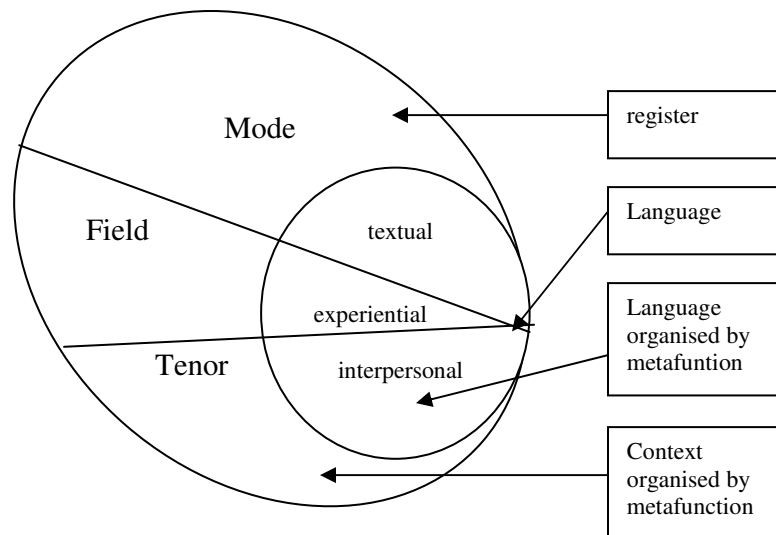 register
Mode
Language
Field
textual
Language
organised by
metafuntion
experiential
Tenor
interpersonal
Context
organised by
metafunction